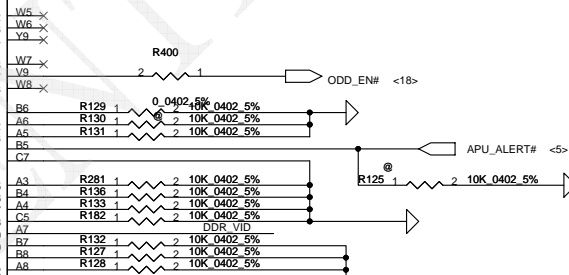 W5
W6
Y9
R400
W7
V9 2 1 ODD_EN# <18>
W8
0_0402_5%
B6 R129 1 2 10K_0402_5%
@
A6 R130 1 2 10K_0402_5%
A5 R131 1 2 10K_0402_5%
B5 APU_ALERT# <5>
C7
@
A3 R281 1 2 10K_0402_5% R125 1 2 10K_0402_5%
B4 R136 1 2 10K_0402_5%
A4 R133 1 2 10K_0402_5%
C5 R182 1 2 10K_0402_5%
A7 DDR_VID
B7 R132 1 2 10K_0402_5%
B8 R127 1 2 10K_0402_5%
A8 R128 1 2 10K_0402_5%